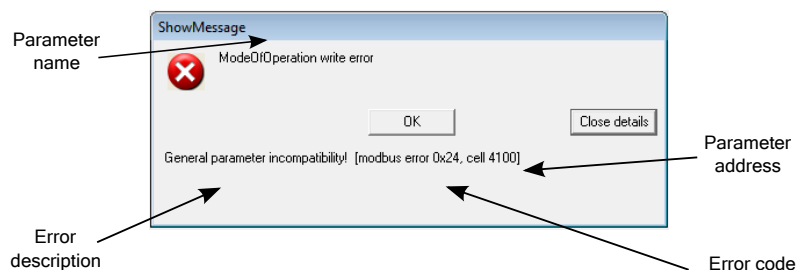 ShowMessage
Parameter
name
ModeOfOperation write error
OK
Close details
General parameter incompatibility! [modbus error 0x24, cell 4100]
Parameter
address
Error
description
Error code